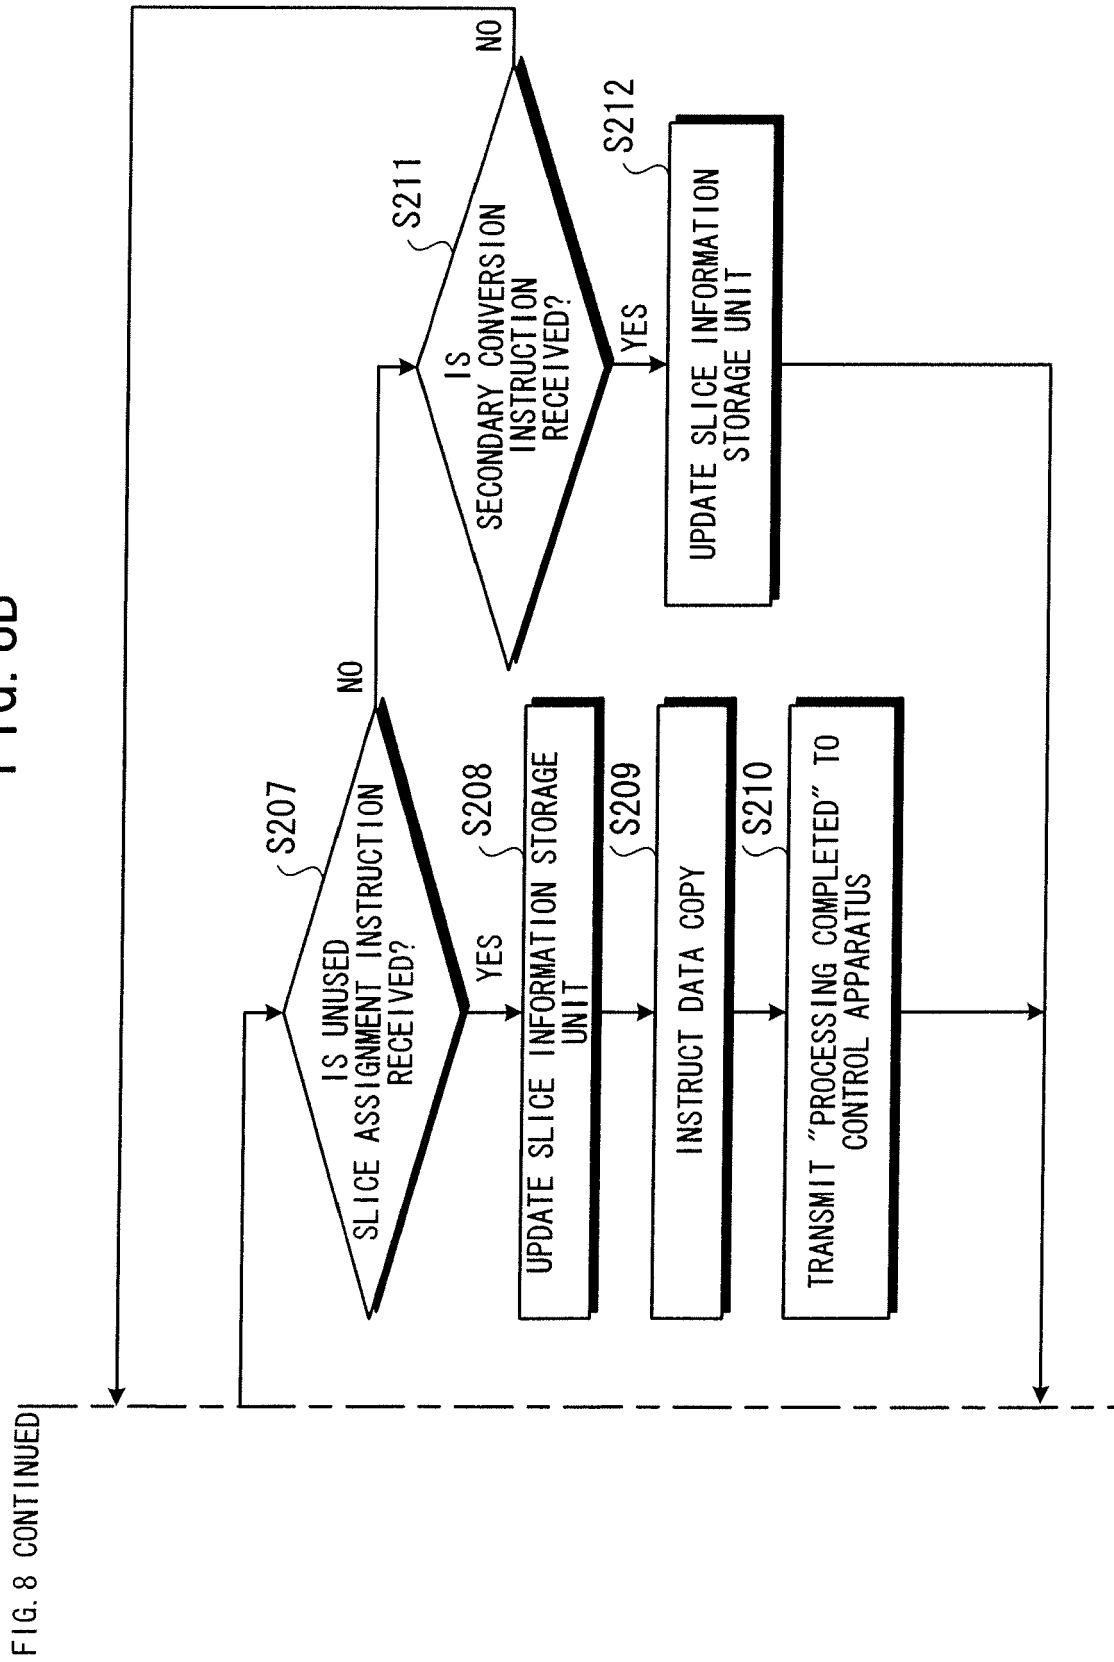 FIG. 8B
FIG. 8 CONTINUED
S207
IS UNUSED
SLICE ASSIGNMENT INSTRUCTION
RECEIVED?
NO
YES
S208
UPDATE SLICE INFORMATION STORAGE
UNIT
S209
INSTRUCT DATA COPY
S210
TRANSMIT "PROCESSING COMPLETED" TO
CONTROL APPARATUS
S211
IS
SECONDARY CONVERSION
INSTRUCTION
RECEIVED?
NO
YES
S212
UPDATE SLICE INFORMATION
STORAGE UNIT